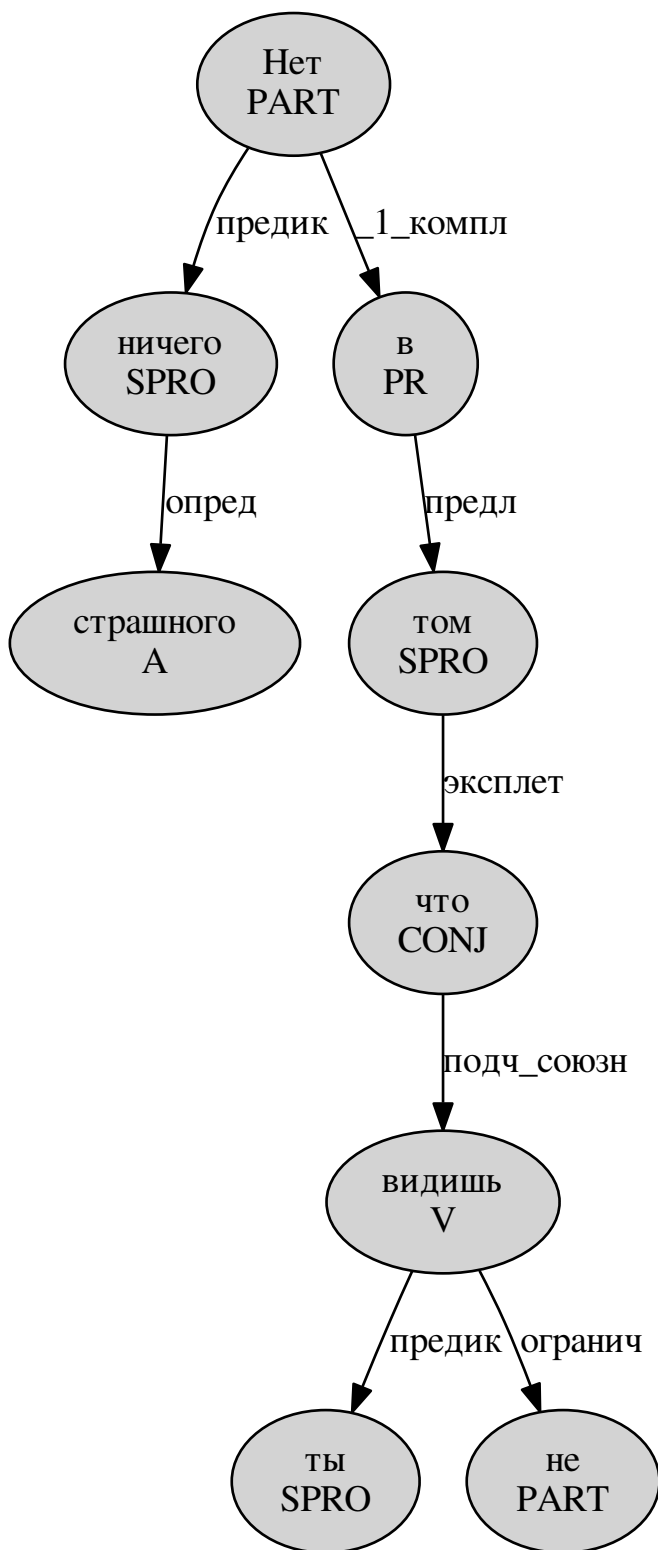 Нет
PART
предик
_1_компл
ничего
SPRO
в
PR
опред
предл
страшного
A
том
SPRO
эксплет
что
CONJ
подч_союзн
видишь
V
предик
огранич
ты
SPRO
не
PART